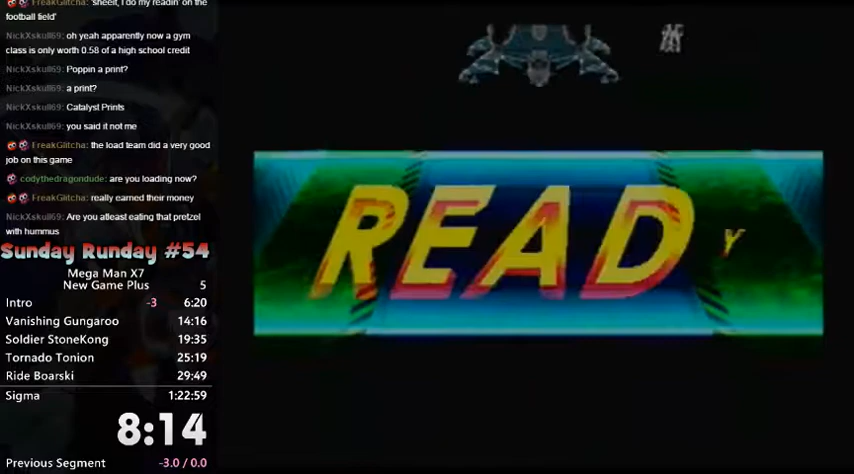 FreakGlitcha: 'sheeit, I do my readin' on the
football field'
NickXskull69: oh yeah apparently now a gym
class is only worth 0.58 of a high school credit
NickXskull69: Poppin a print?
NickXskull69: a print?
NickXskull69: Catalyst Prints
NickXskull69: you said it not me
FreakGlitcha: the load team did a very good
job on this game
codythedragondude: are you loading now?
FreakGlitcha: really earned their money
NickXskull69: Are you atleast eating that pretzel
with hummus
Sunday Runday #54
Mega Man X7
New Game Plus 5
Intro -3 6:20
Vanishing Gungaroo 14:16
Soldier StoneKong 19:35
Tornado Tonion 25:19
Ride Boarski 29:49
Sigma 1:22:59
8:14
Previous Segment -3.0 / 0.0
READY